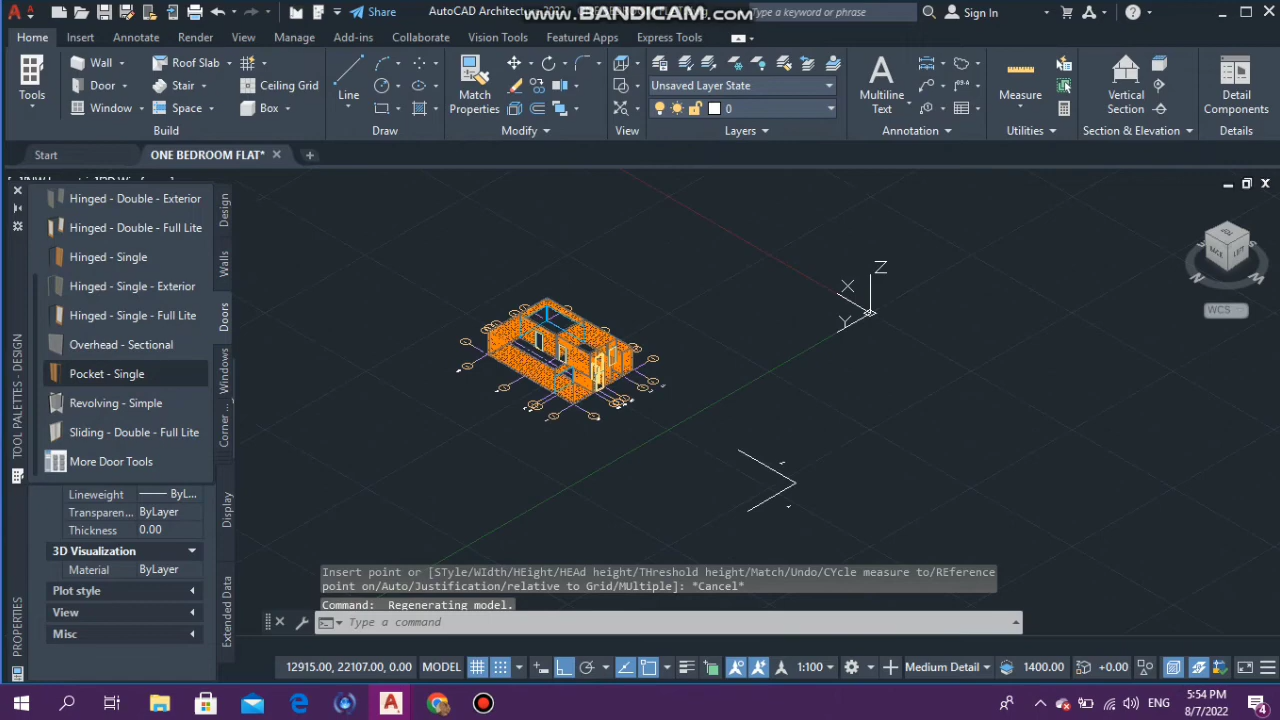 Share
AutoCAD Architecture
www.BANDICAM.com
Type a keyword or phrase
Sign In
Home Insert Annotate Render View Manage Add-ins Collaborate Vision Tools Featured Apps Express Tools
Wall
Roof Slab
Unsaved Layer State
Door
Stair
Ceiling Grid
Tools
Line
Match
Properties
Multiline
Text
Measure
Vertical
Section
Detail
Components
Window
Space
Box
0
Build
Draw
Modify
View
Layers
Annotation
Utilities
Section & Elevation
Details
Start
ONE BEDROOM FLAT*
Hinged - Double - Exterior
Hinged - Double - Full Lite
Hinged - Single
Hinged - Single - Exterior
Hinged - Single - Full Lite
Overhead - Sectional
Pocket - Single
Revolving - Simple
Sliding - Double - Full Lite
More Door Tools
Design
Walls
Doors
Windows
Corner ...
TOOL PALETTES - DESIGN
Lineweight ByL...
Transparen... ByLayer
Thickness 0.00
3D Visualization
Material ByLayer
Plot style
View
Misc
Display
Extended Data
PROPERTIES
Z
X
Y
TOP
BACK
LEFT
N
W
WCS
Insert point or [STyle/WIdth/HEight/HEAd height/THreshold height/Match/Undo/CYcle measure to/REference
point on/Auto/Justification/relative to Grid/MUltiple]: *Cancel*
Command: Regenerating model.
Type a command
12915.00, 22107.00, 0.00 MODEL 1:100 Medium Detail 1400.00 +0.00
ENG
5:54 PM
8/7/2022
4